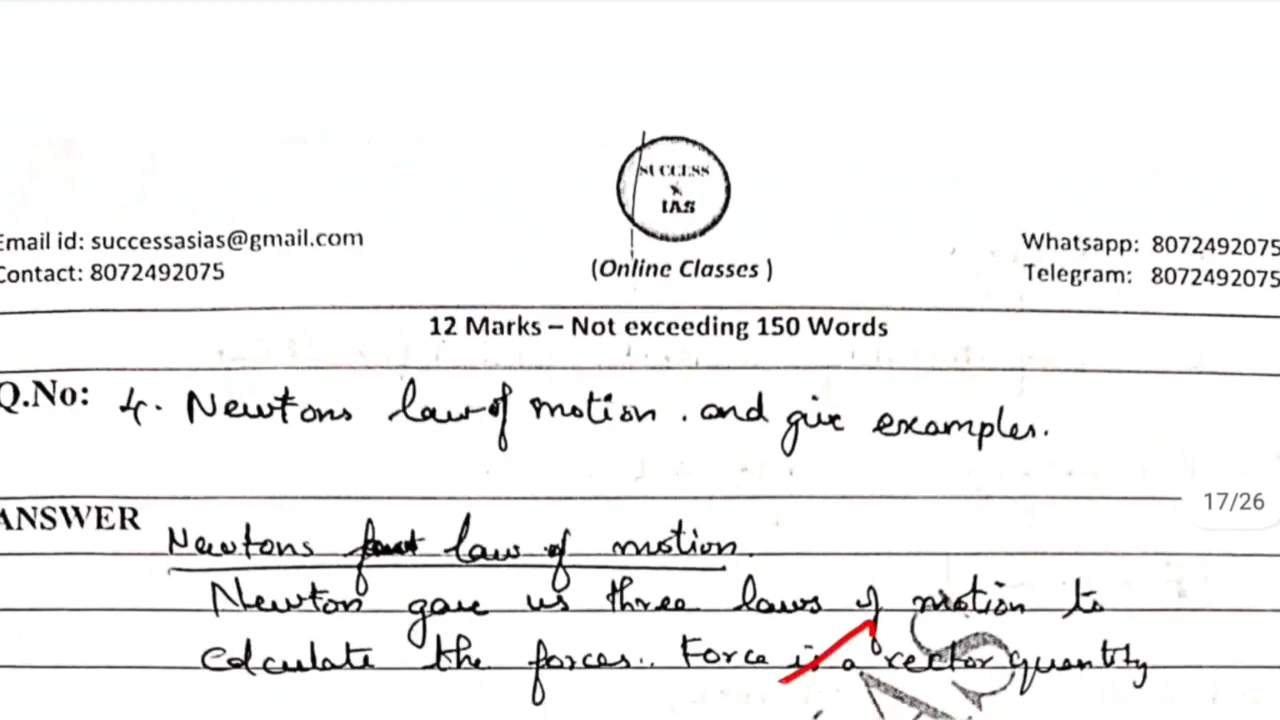 SUCCESS
IAS
Email id: successasias@gmail.com
Whatsapp: 8072492075
Contact: 8072492075
(Online Classes )
Telegram: 8072492075
12 Marks – Not exceeding 150 Words
Q.No: 4. Newtons law of motion . and give examples.
17/26
ANSWER
Newtons law of motion.
Newton gave us three laws of motion to
calculate the forces.. Force is a vector quantity
IAS